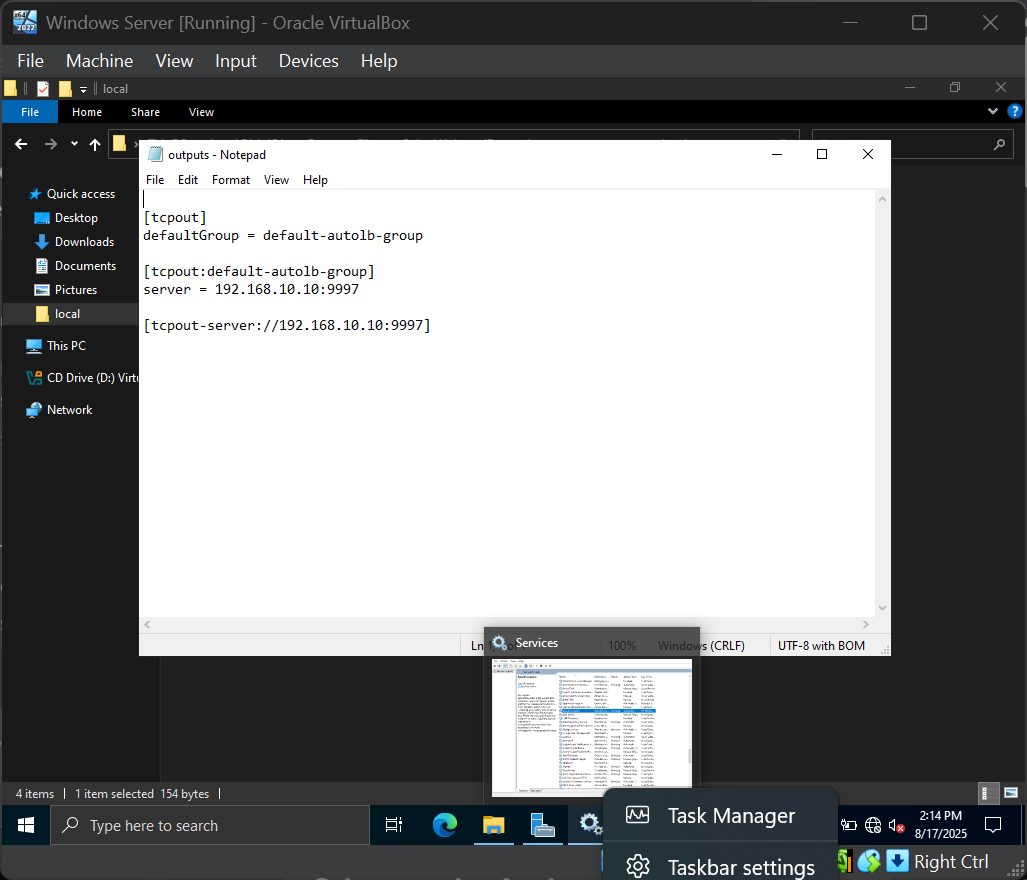 Windows Server [Running] - Oracle VirtualBox
File Machine View Input Devices Help
local
File Home Share View
outputs - Notepad
File Edit Format View Help
[tcpout]
defaultGroup = default-autolb-group
[tcpout:default-autolb-group]
server = 192.168.10.10:9997
[tcpout-server://192.168.10.10:9997]
Quick access
Desktop
Downloads
Documents
Pictures
local
This PC
CD Drive (D:)
Network
100% Windows (CRLF) UTF-8 with BOM
Services
4 items 1 item selected 154 bytes
Task Manager
Taskbar settings
Type here to search
2:14 PM
8/17/2025
Right Ctrl